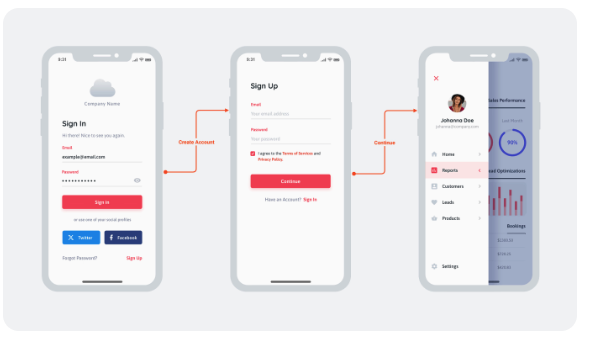 8:21
Company Name
Sign In
Hi there! Nice to see you again.
Email
example@email.com
Password
Sign In
or use one of your social profiles
Twitter
Facebook
Forgot Password?
Sign Up
Create Account
8:21
Sign Up
Email
Your email address
Password
Your password
I agree to the Terms of Services and
Privacy Policy.
Continue
Have an Account? Sign In
Continue
Johanna Doe
johanna@company.com
Home
Reports
Customers
Leads
Products
Settings
Sales Performance
Last Month
90%
Optimizations
Bookings